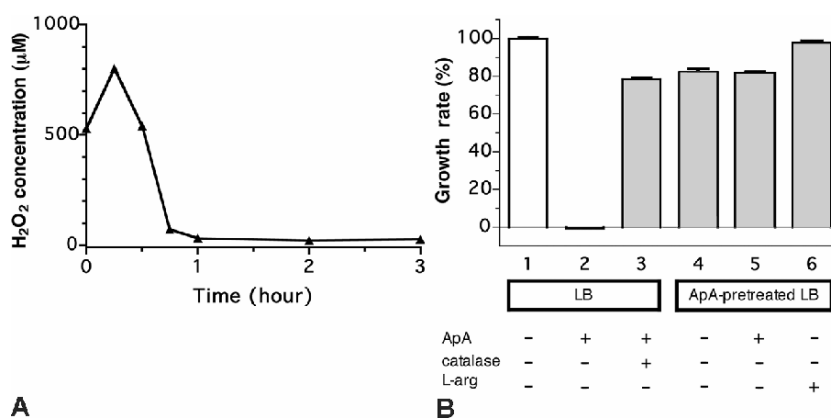 H2O2 concentration (μM)
1000
500
0
0
1
2
3
Time (hour)
A
Growth rate (%)
100
80
60
40
20
0
1 2 3 4 5 6
LB
ApA-pretreated LB
ApA − + + − + −
catalase − − + − − −
L-arg − − − − − +
B